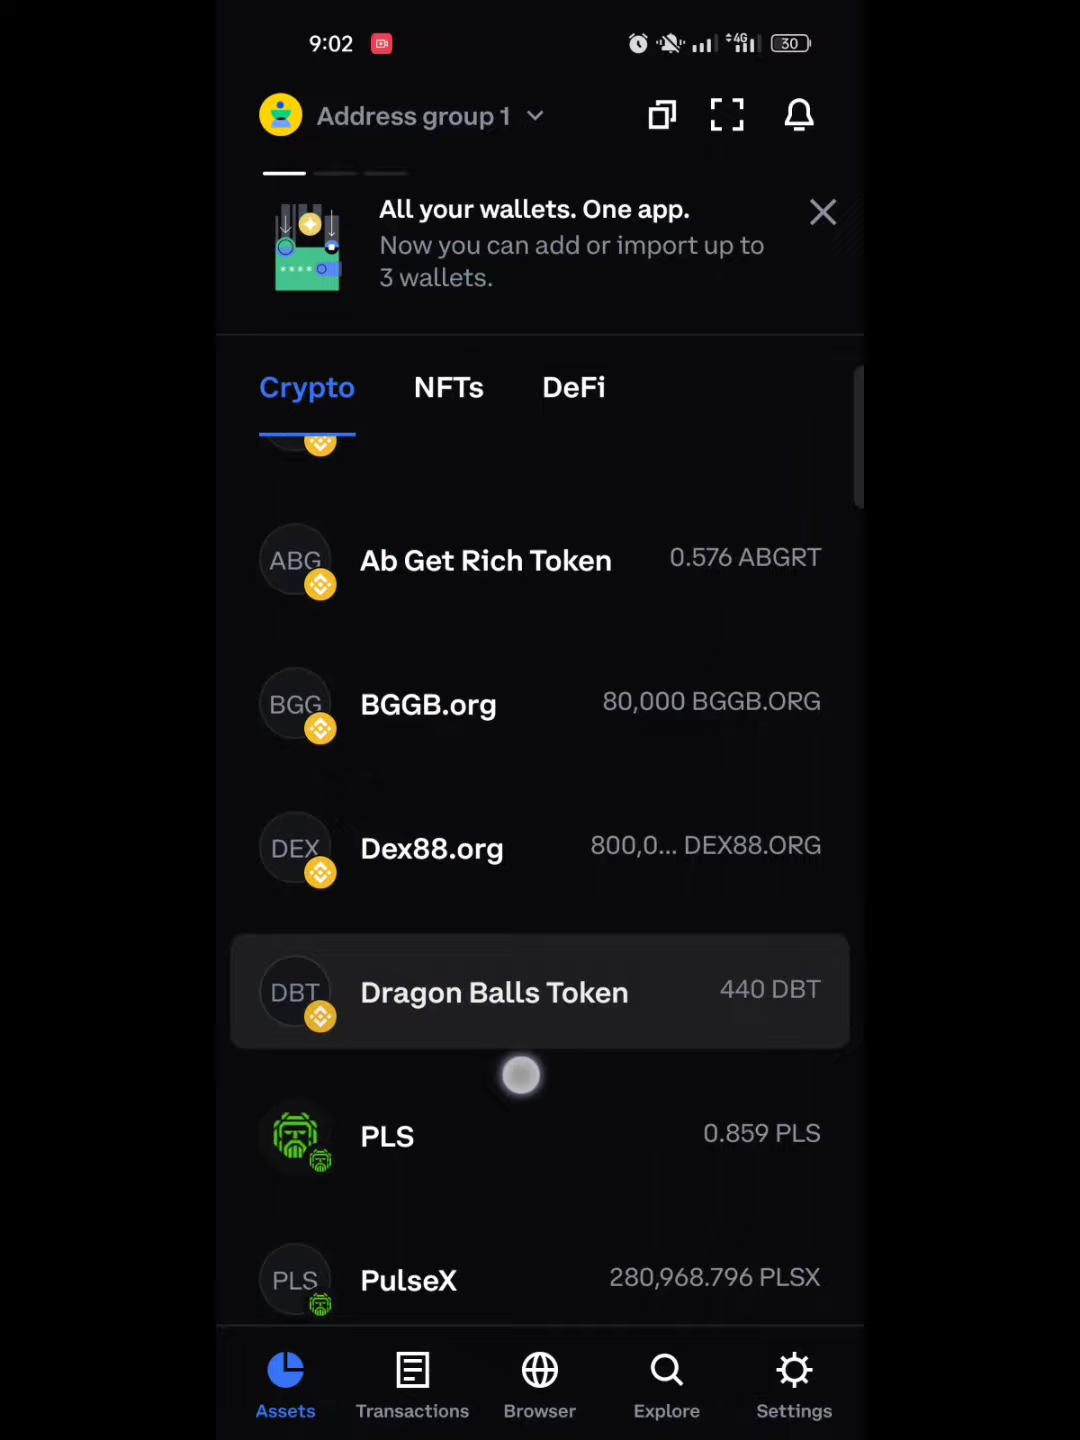 9:02
4G
30
Address group 1
All your wallets. One app.
Now you can add or import up to
3 wallets.
Crypto NFTs DeFi
ABG Ab Get Rich Token 0.576 ABGRT
BGG BGGB.org 80,000 BGGB.ORG
DEX Dex88.org 800,0... DEX88.ORG
DBT Dragon Balls Token 440 DBT
PLS 0.859 PLS
PLS PulseX 280,968.796 PLSX
Assets Transactions Browser Explore Settings